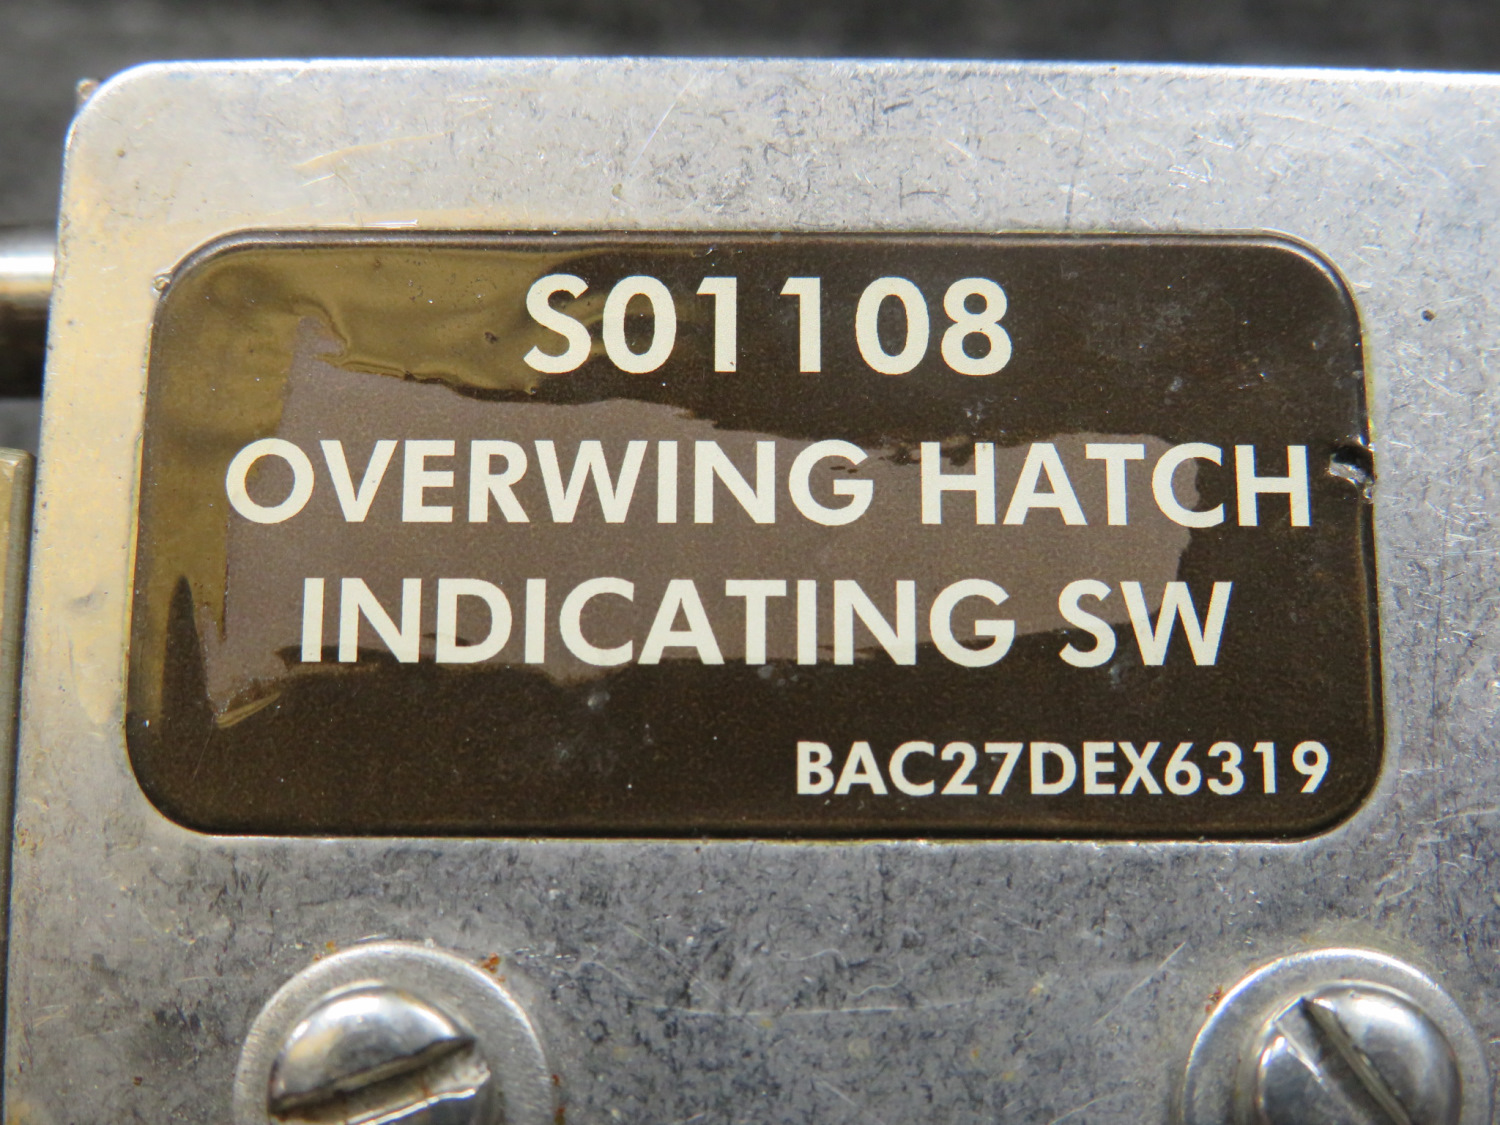 S01108
OVERWING HATCH
INDICATING SW
BAC27DEX6319